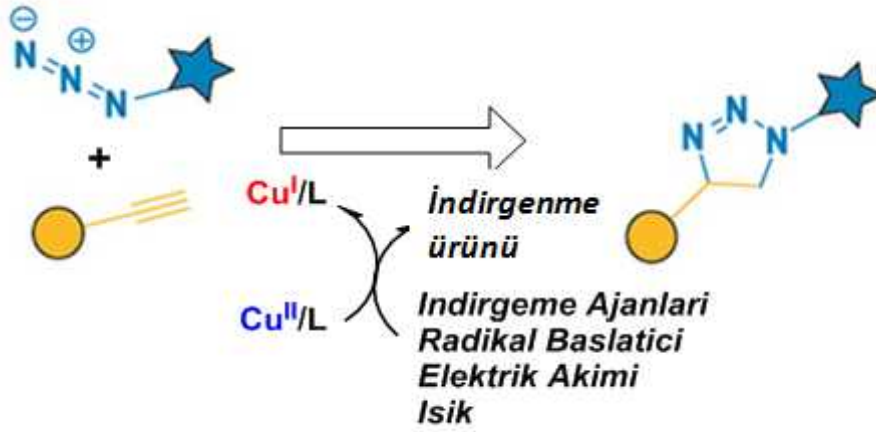 ⊖
N=N=N
⊕
+
Cu^I/L
Cu^II/L
İndirgenme
ürünü
Indirgeme Ajanlari
Radikal Baslatici
Elektrik Akimi
Isik
N=N
N